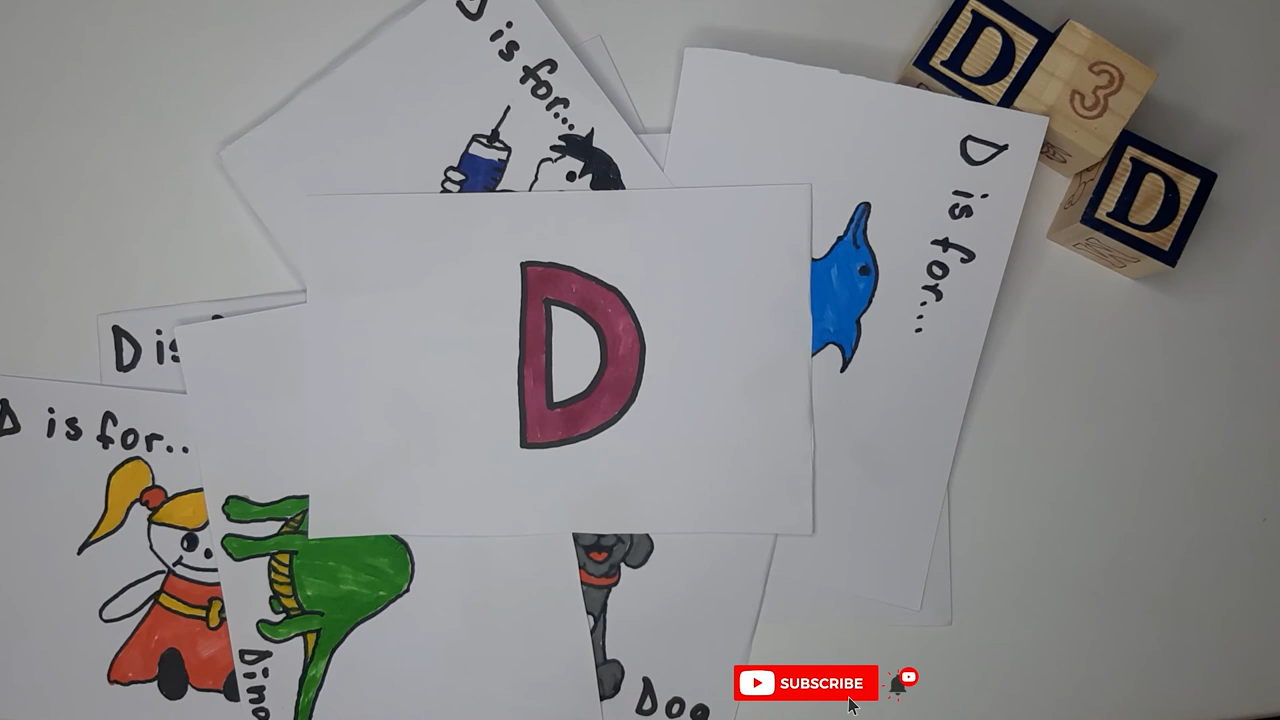 D is for...
D is for...
D
3
D
D
D is
D is for..
Dino
Dog
SUBSCRIBE